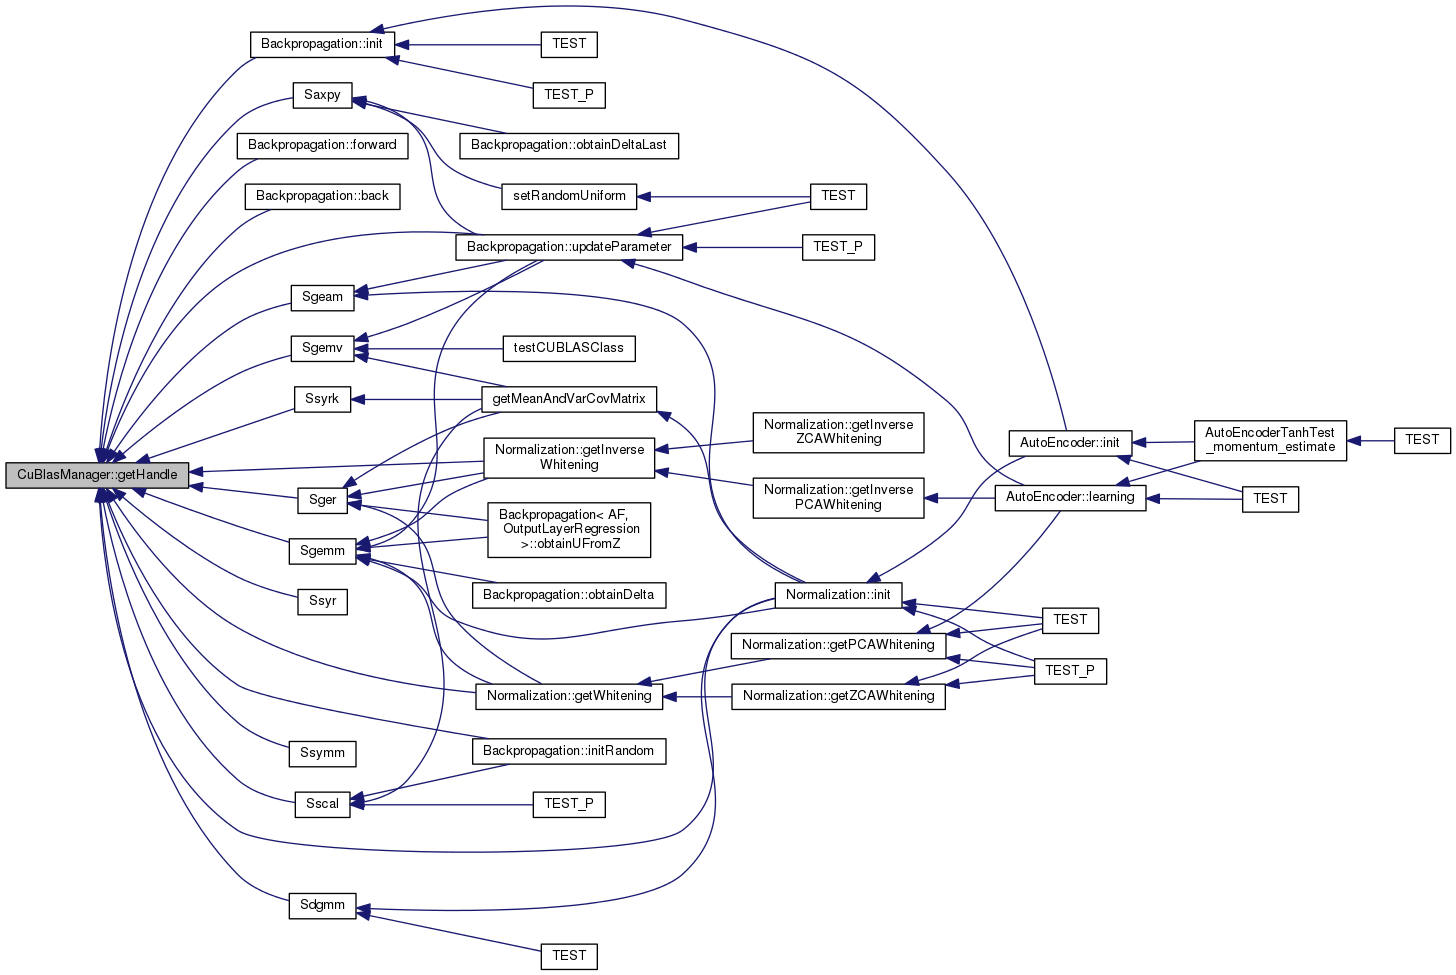 Backpropagation::init
TEST
Saxpy
TEST_P
Backpropagation::forward
Backpropagation::obtainDeltaLast
Backpropagation::back
setRandomUniform
TEST
Backpropagation::updateParameter
TEST_P
Sgeam
Sgemv
testCUBLASClass
Ssyrk
getMeanAndVarCovMatrix
Normalization::getInverse
ZCAWhitening
AutoEncoder::init
AutoEncoderTanhTest
_momentum_estimate
TEST
CuBlasManager::getHandle
Normalization::getInverse
Whitening
Normalization::getInverse
PCAWhitening
AutoEncoder::learning
TEST
Sger
Backpropagation< AF,
OutputLayerRegression
>::obtainUFromZ
Sgemm
Ssyr
Backpropagation::obtainDelta
Normalization::init
TEST
Normalization::getPCAWhitening
TEST_P
Normalization::getWhitening
Normalization::getZCAWhitening
Ssymm
Backpropagation::initRandom
Sscal
TEST_P
Sdgmm
TEST